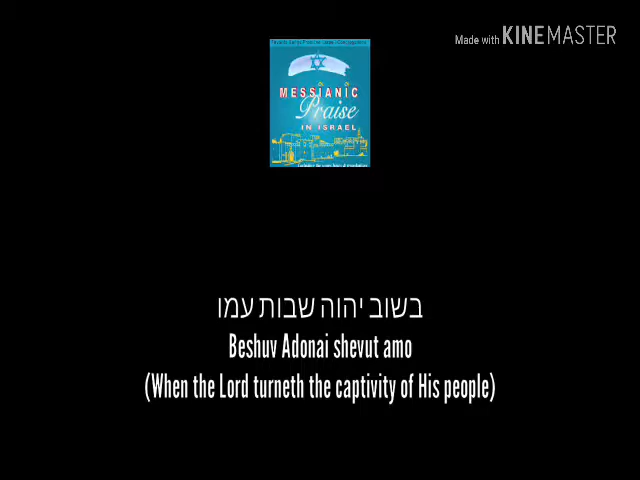 Made with KINEMASTER
MESSIANIC
Praise
IN ISRAEL
בשוב יהוה שבות עמו
Beshuv Adonai shevut amo
(When the Lord turneth the captivity of His people)